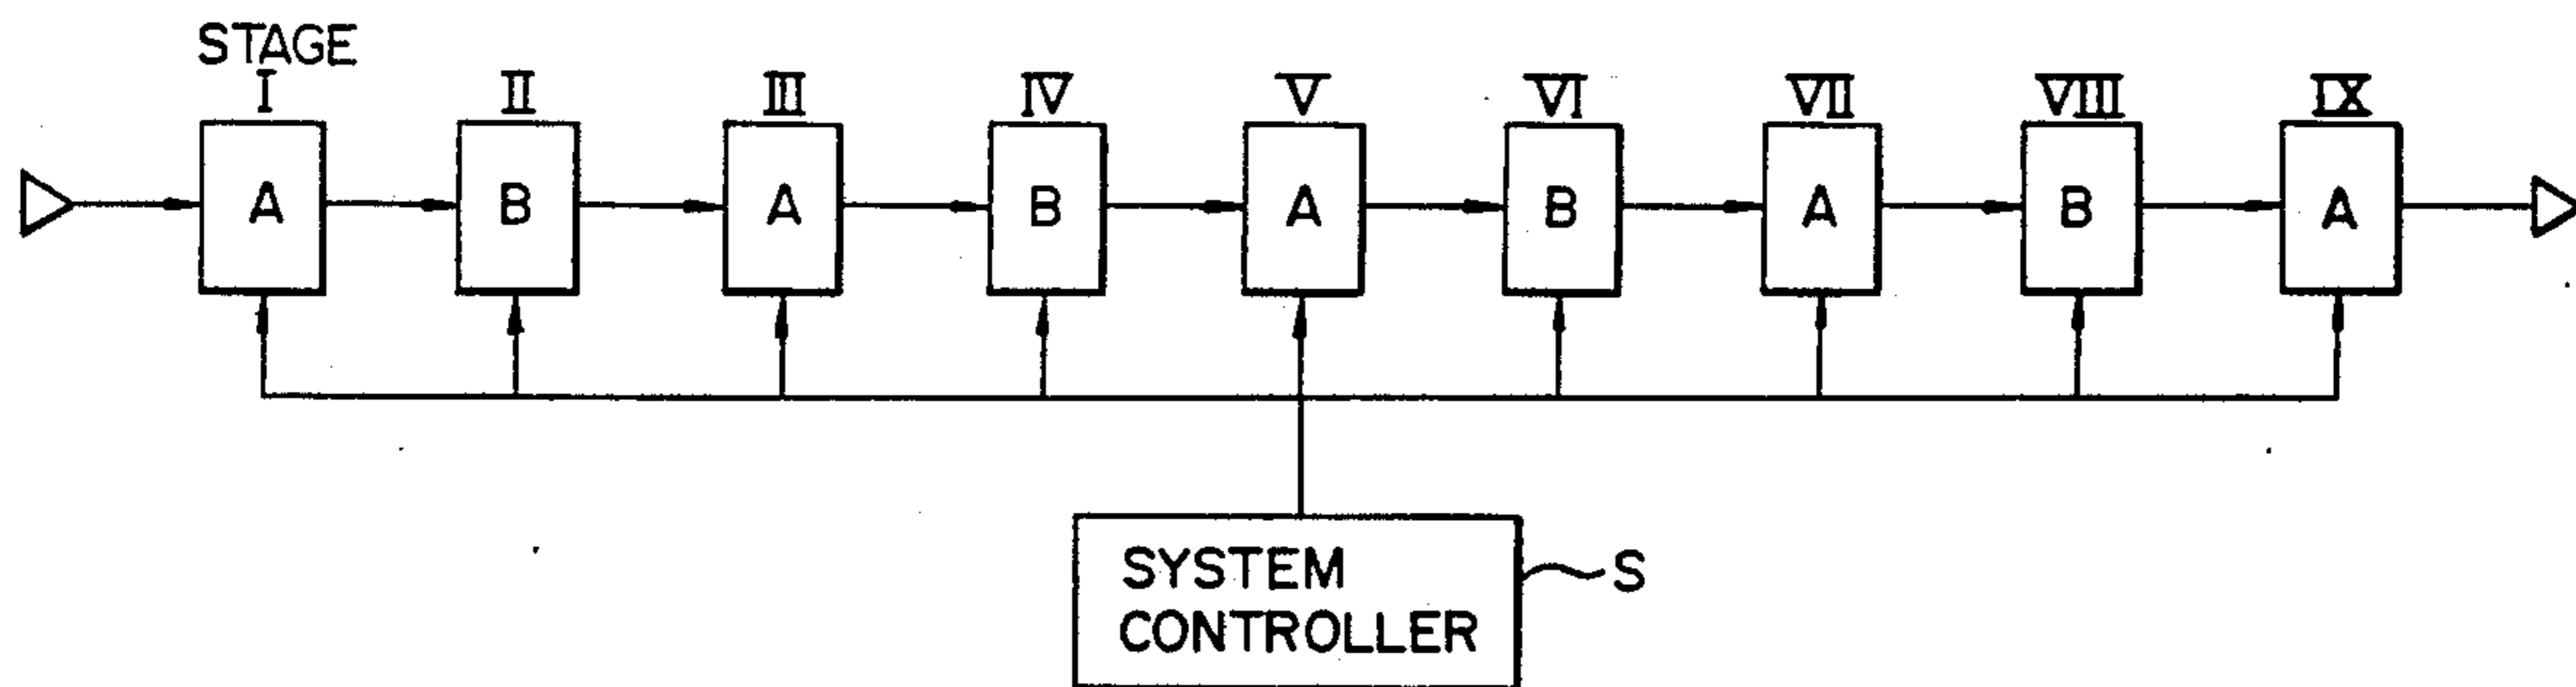 STAGE
I II III IV V VI VII VIII IX
A B A B A B A B A
SYSTEM
CONTROLLER
S